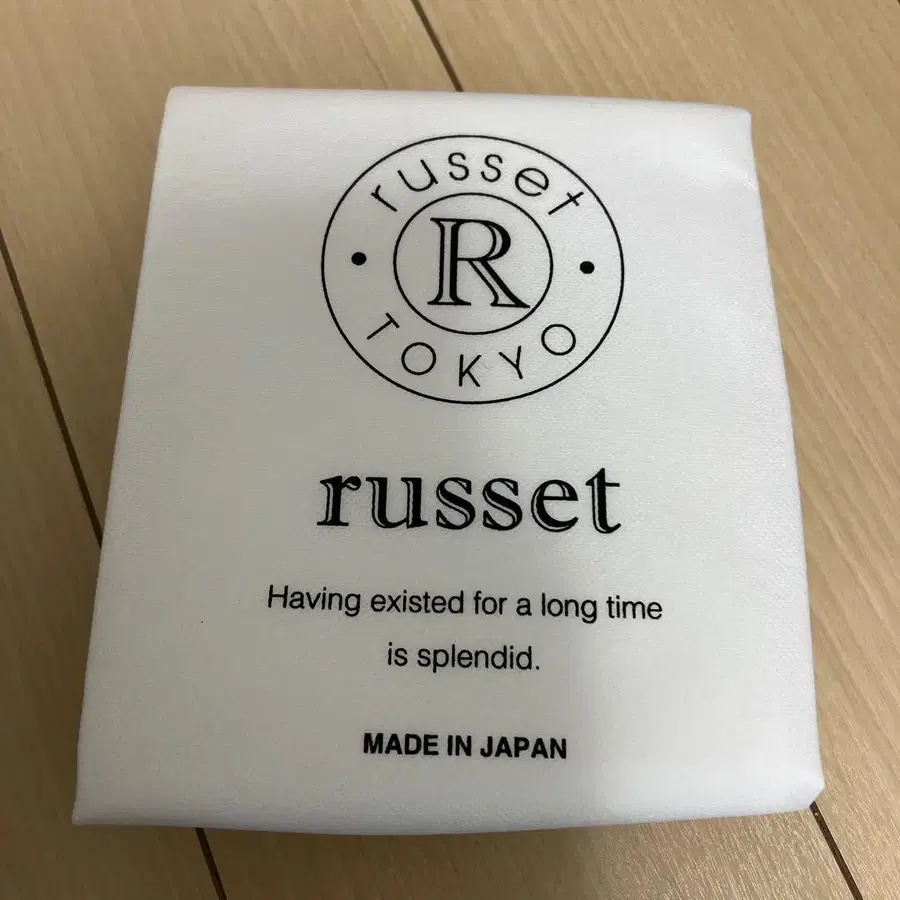 russet
R
TOKYO
russet
Having existed for a long time
is splendid.
MADE IN JAPAN